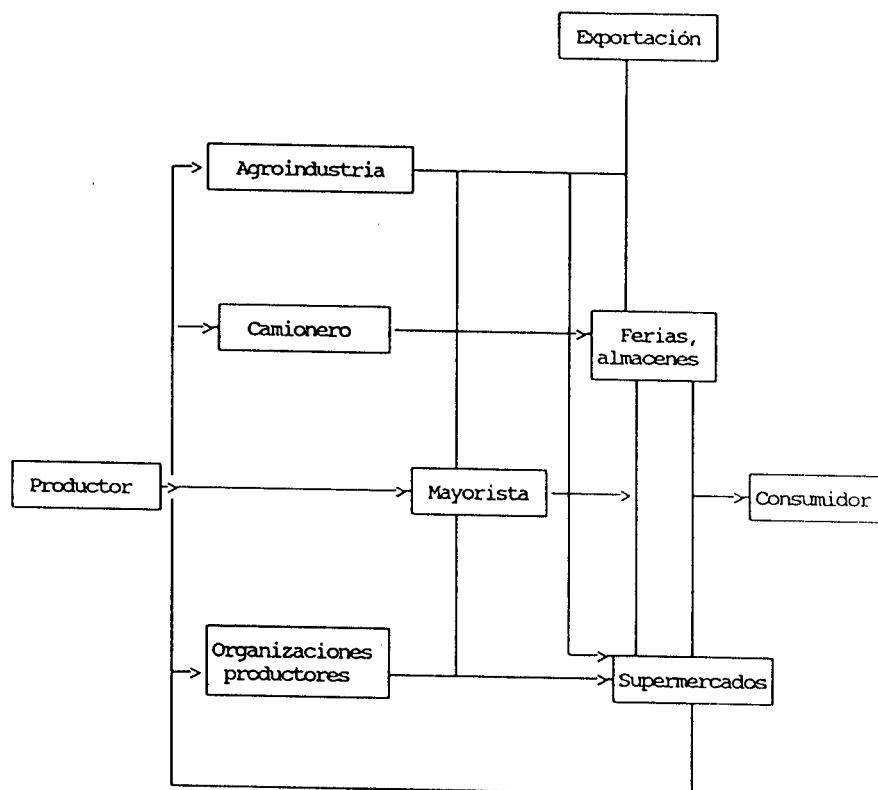 Exportación
Agroindustria
Camionero
Ferias,
almacenes
Productor
Mayorista
Consumidor
Organizaciones
productores
Supermercados